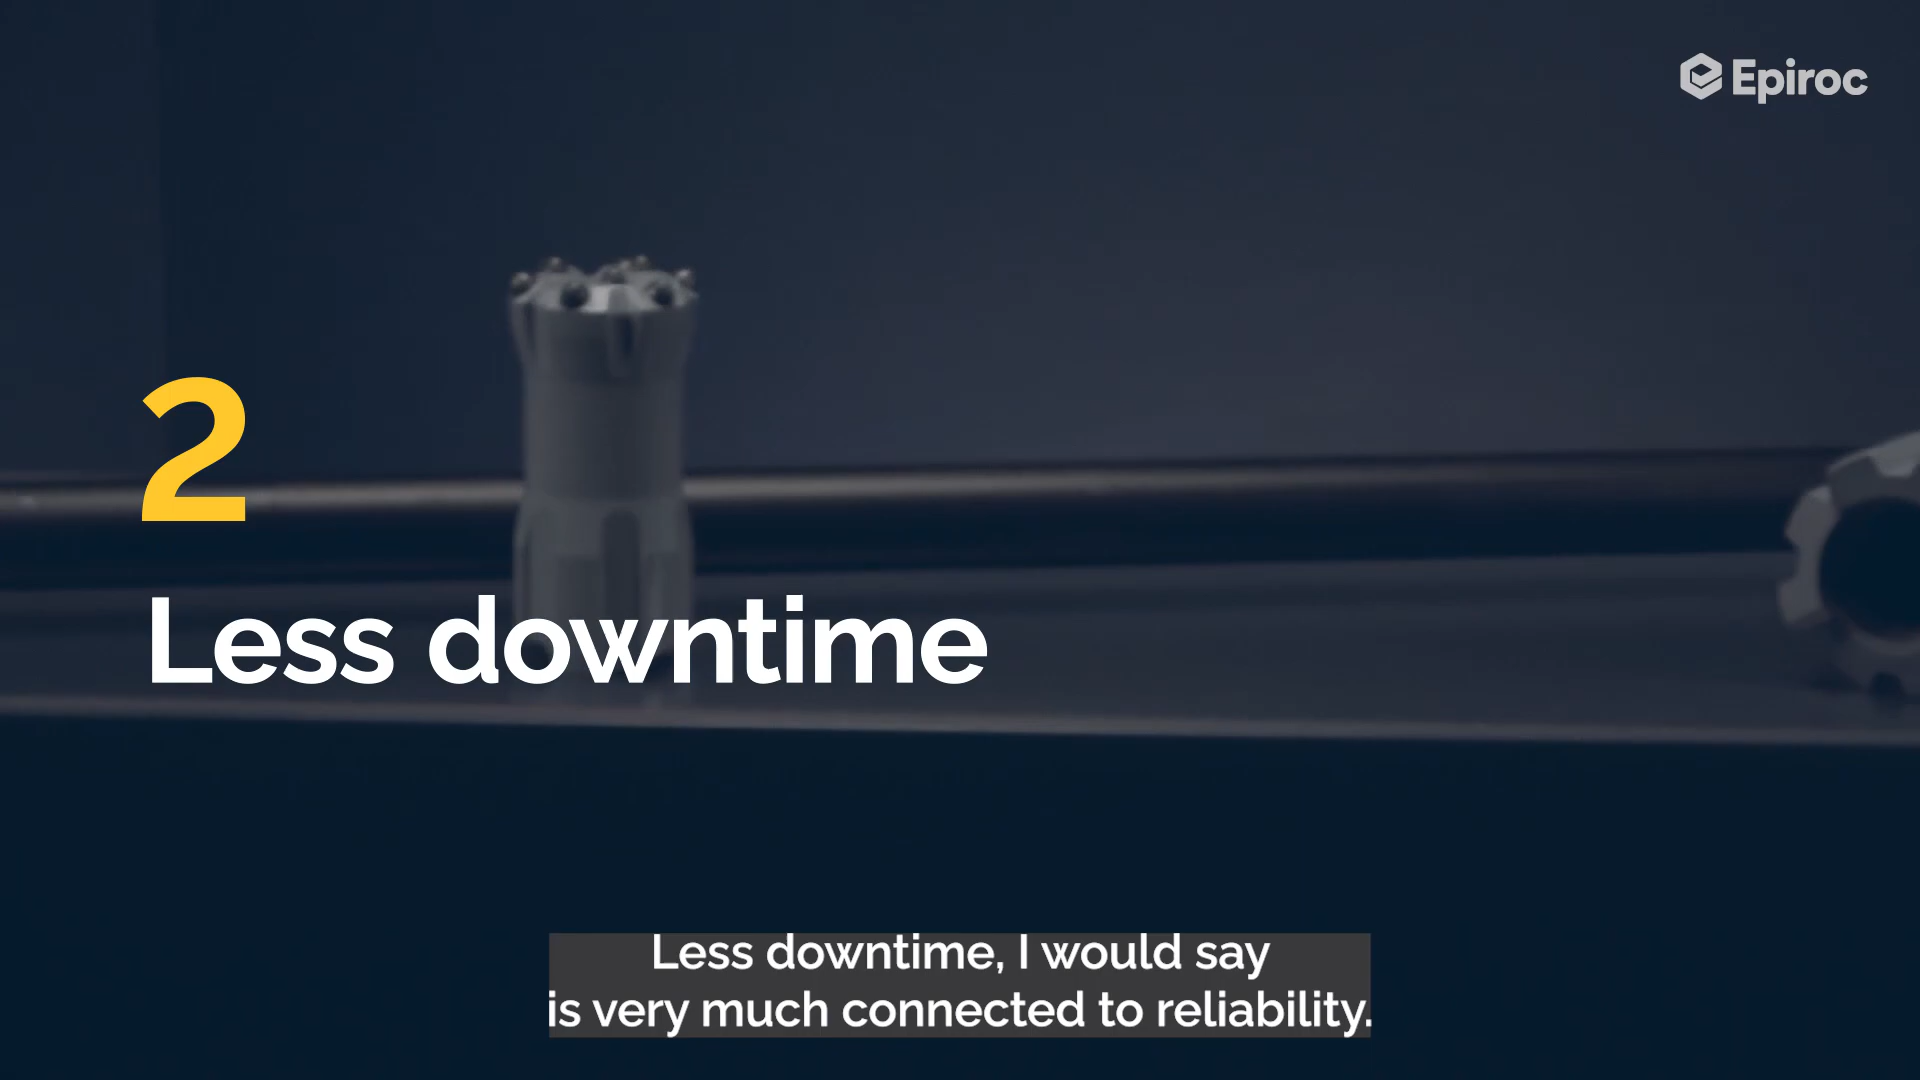 Epiroc
2
Less downtime
Less downtime, I would say
is very much connected to reliability.